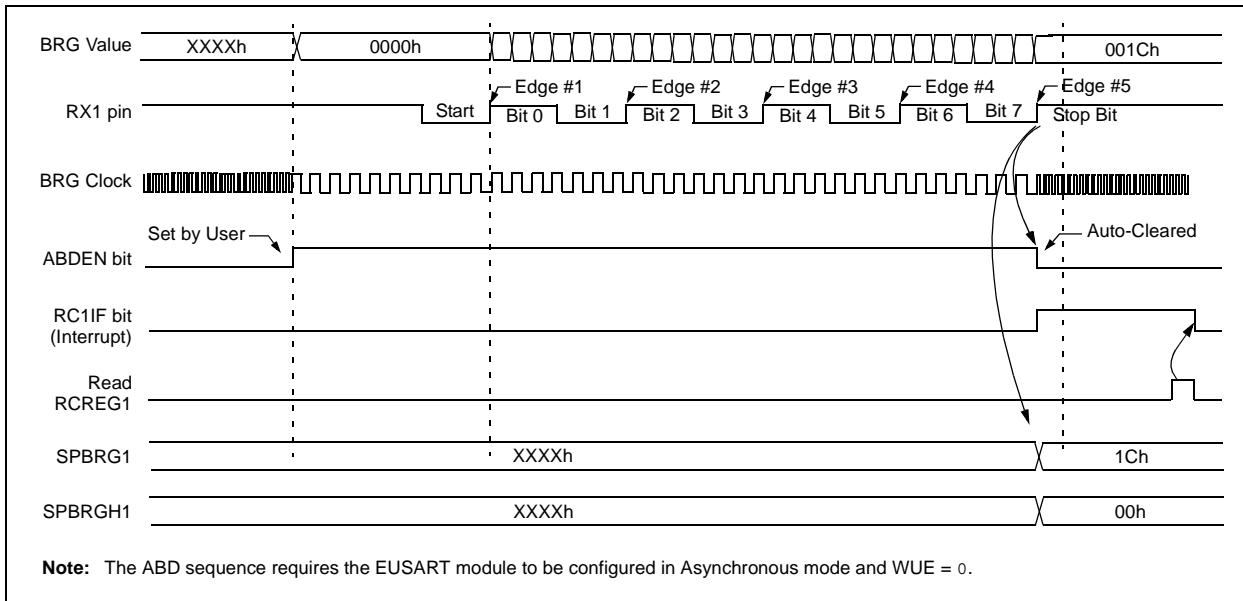 BRG Value
XXXXh
0000h
001Ch
RX1 pin
Start
Edge #1
Bit 0
Bit 1
Edge #2
Bit 2
Bit 3
Edge #3
Bit 4
Bit 5
Edge #4
Bit 6
Bit 7
Edge #5
Stop Bit
BRG Clock
Set by User
Auto-Cleared
ABDEN bit
RC1IF bit
(Interrupt)
Read
RCREG1
SPBRG1
XXXXh
1Ch
SPBRGH1
XXXXh
00h
Note: The ABD sequence requires the EUSART module to be configured in Asynchronous mode and WUE = 0.